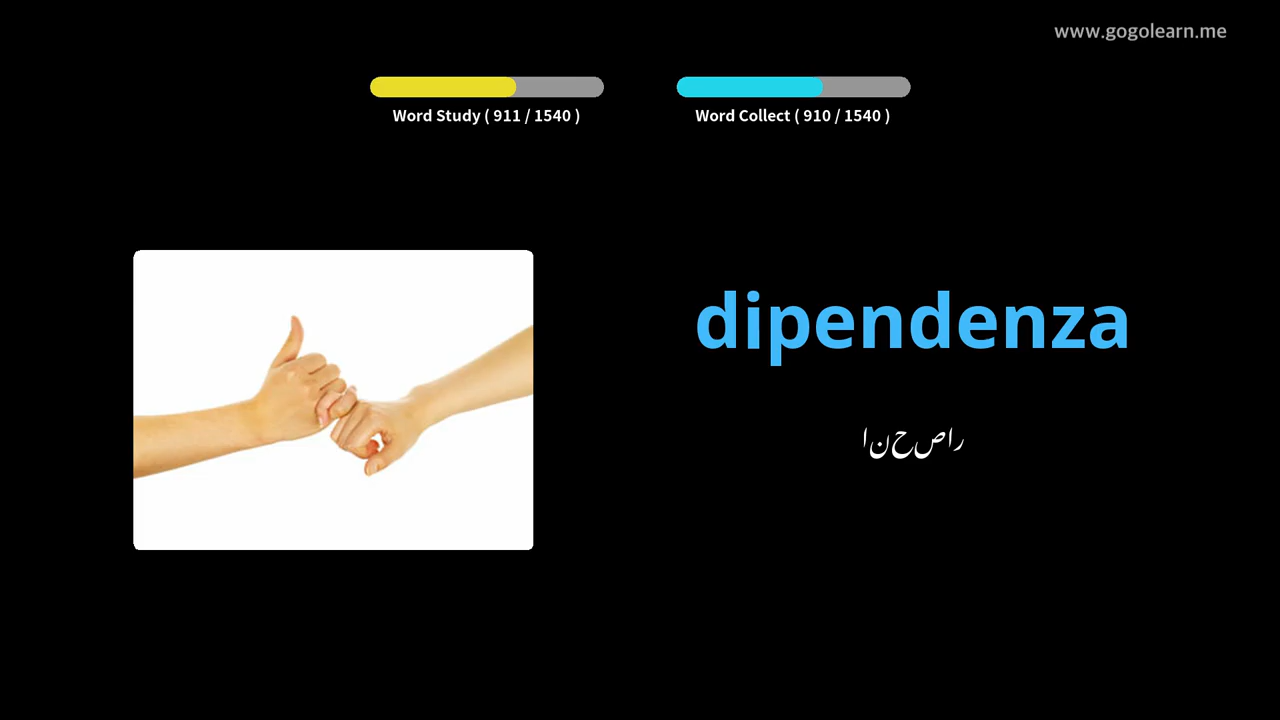 www.gogolearn.me
Word Study ( 911 / 1540 )
Word Collect ( 910 / 1540 )
dipendenza
انحصار